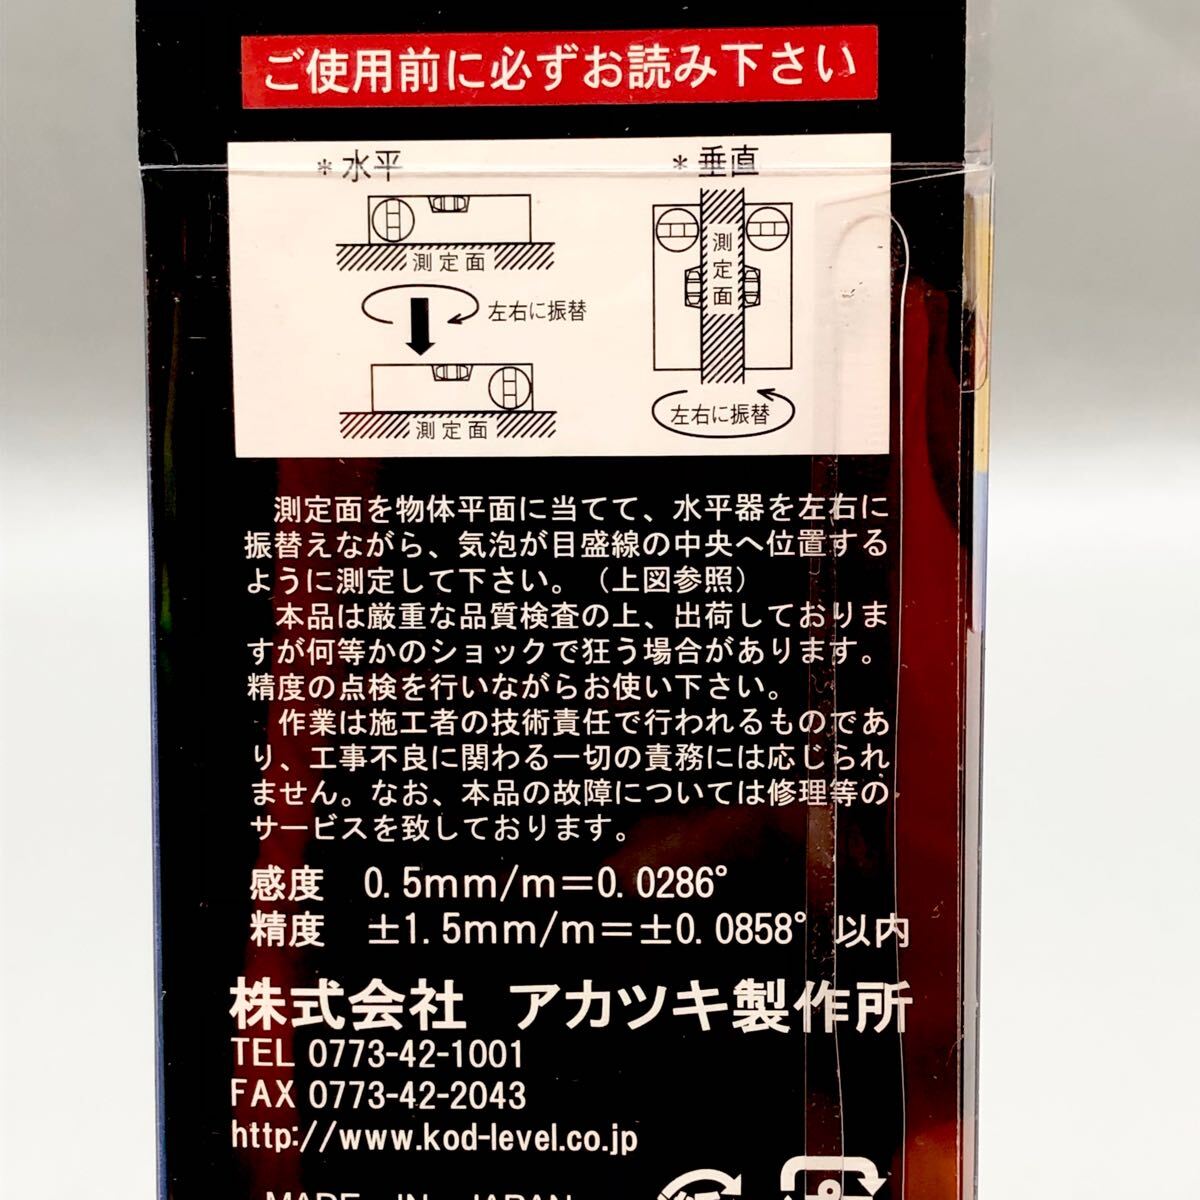 ご使用前に必ずお読み下さい
*水平
*垂直
測定面
測定面
左右に振替
測定面
左右に振替
測定面を物体平面に当てて、水平器を左右に
振替えながら、気泡が目盛線の中央へ位置する
ように測定して下さい。（上図参照）
本品は厳重な品質検査の上、出荷しておりま
すが何等かのショックで狂う場合があります。
精度の点検を行いながらお使い下さい。
作業は施工者の技術責任で行われるものであ
り、工事不良に関わる一切の責務には応じられ
ません。なお、本品の故障については修理等の
サービスを致しております。
感度 0.5mm/m=0.0286°
精度 ±1.5mm/m=±0.0858° 以内
株式会社 アカツキ製作所
TEL 0773-42-1001
FAX 0773-42-2043
http://www.kod-level.co.jp
MADE IN JAPAN